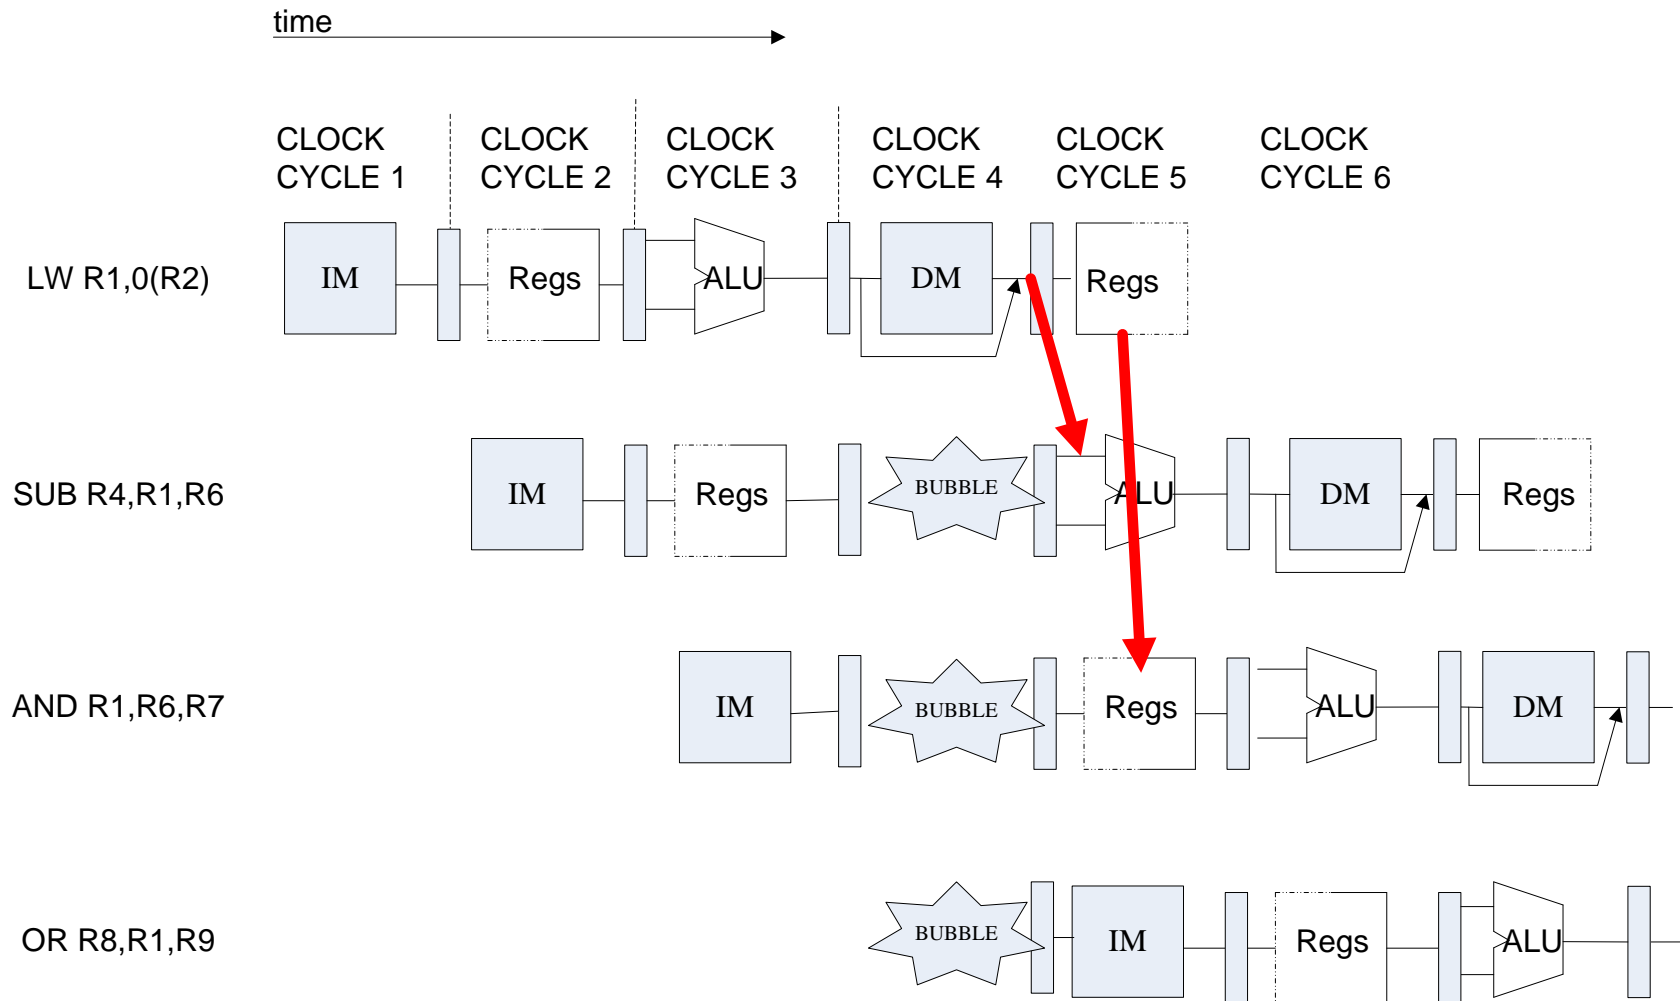 time
CLOCK CYCLE 1
CLOCK CYCLE 2
CLOCK CYCLE 3
CLOCK CYCLE 4
CLOCK CYCLE 5
CLOCK CYCLE 6
LW R1,0(R2)
IM
Regs
ALU
DM
Regs
SUB R4,R1,R6
IM
Regs
BUBBLE
ALU
DM
Regs
AND R1,R6,R7
IM
BUBBLE
Regs
ALU
DM
OR R8,R1,R9
BUBBLE
IM
Regs
ALU